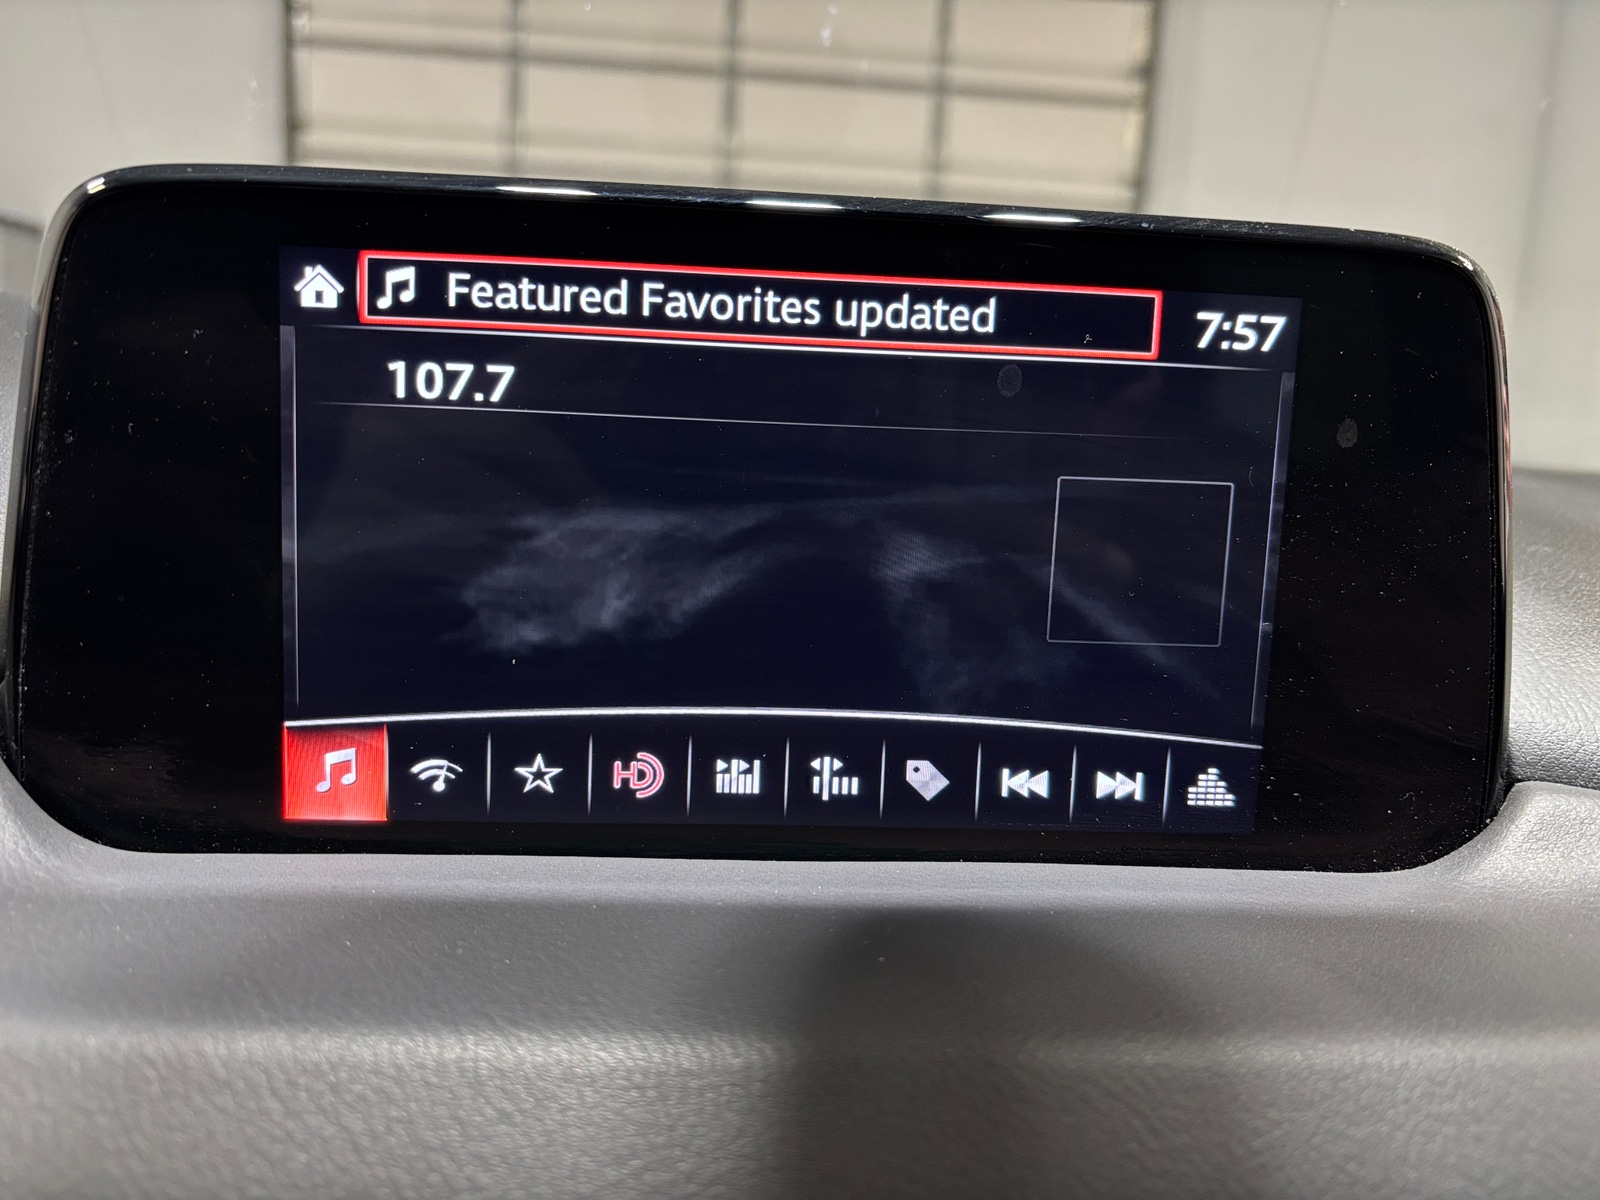 Featured Favorites updated
7:57
107.7
HD